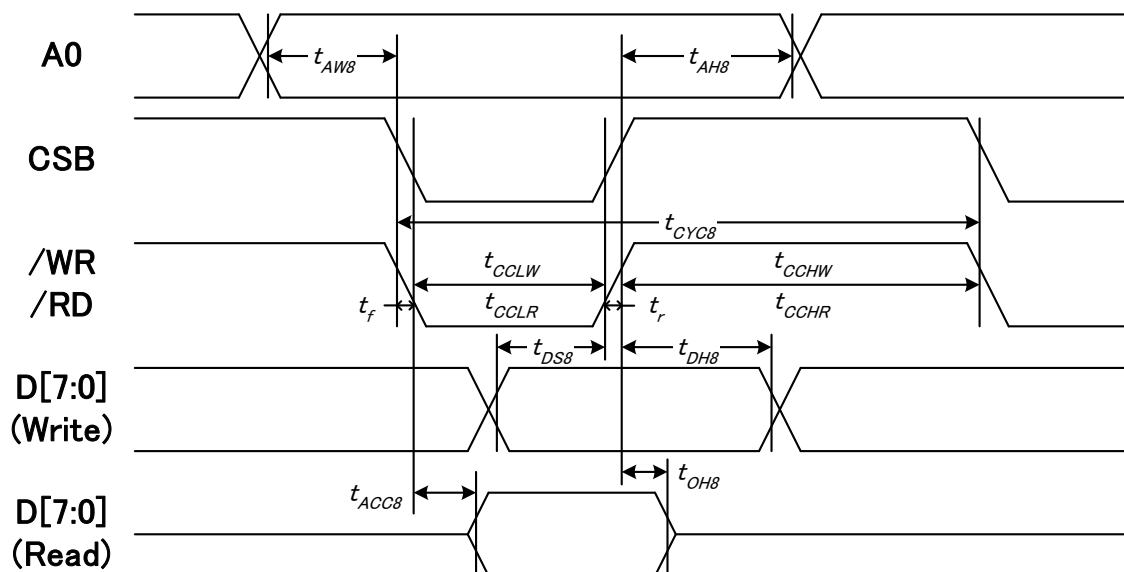 A0
t_AW8
t_AH8
CSB
t_CYC8
/WR
/RD
t_CCLW
t_CCHW
t_f
t_CCLR
t_r
t_CCHR
t_DS8
t_DH8
D[7:0]
(Write)
t_ACC8
t_OH8
D[7:0]
(Read)